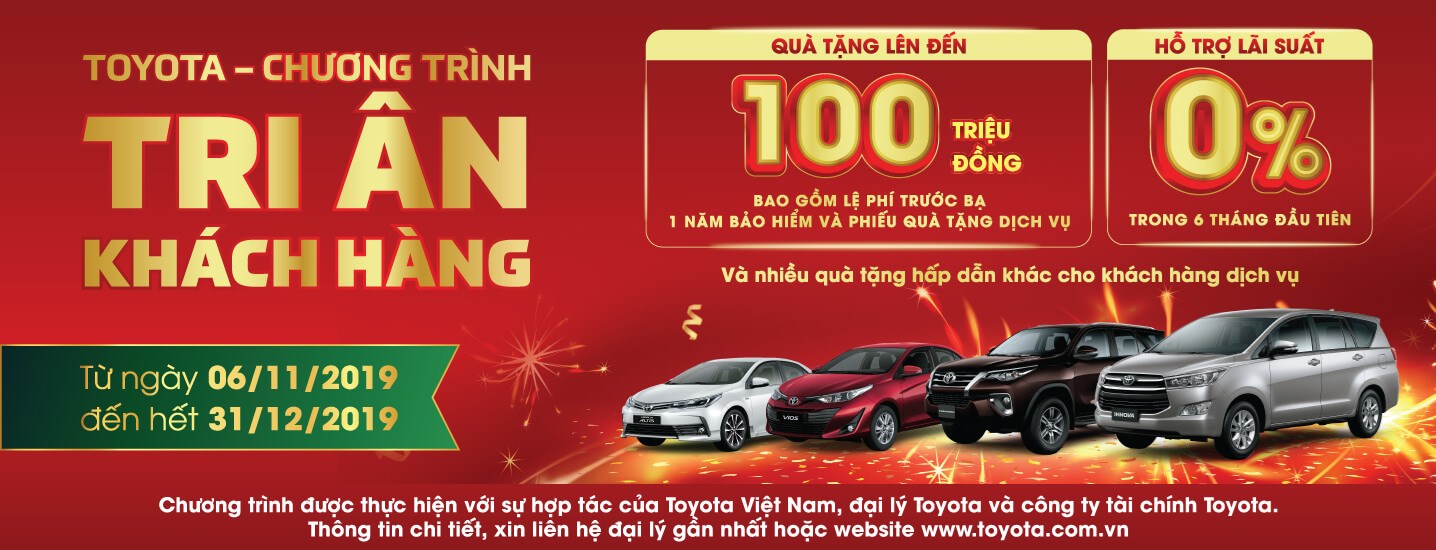 TOYOTA – CHƯƠNG TRÌNH
TRI ÂN
KHÁCH HÀNG
Từ ngày 06/11/2019
đến hết 31/12/2019
QUÀ TẶNG LÊN ĐẾN
100 TRIỆU ĐỒNG
BAO GỒM LỆ PHÍ TRƯỚC BẠ
1 NĂM BẢO HIỂM VÀ PHIẾU QUÀ TẶNG DỊCH VỤ
HỖ TRỢ LÃI SUẤT
0%
TRONG 6 THÁNG ĐẦU TIÊN
Và nhiều quà tặng hấp dẫn khác cho khách hàng dịch vụ
ALTIS
VIOS
INNOVA
Chương trình được thực hiện với sự hợp tác của Toyota Việt Nam, đại lý Toyota và công ty tài chính Toyota.
Thông tin chi tiết, xin liên hệ đại lý gần nhất hoặc website www.toyota.com.vn